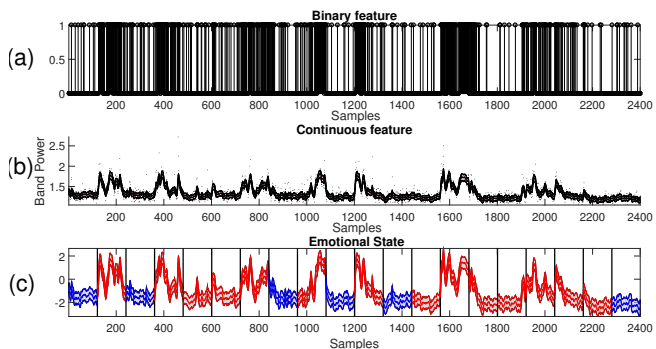 Binary feature
(a)
1
0.5
0
200 400 600 800 1000 1200 1400 1600 1800 2000 2200 2400
Samples
Continuous feature
(b)
Band Power
2.5
2
1.5
200 400 600 800 1000 1200 1400 1600 1800 2000 2200 2400
Samples
Emotional State
(c)
2
0
-2
200 400 600 800 1000 1200 1400 1600 1800 2000 2200 2400
Samples